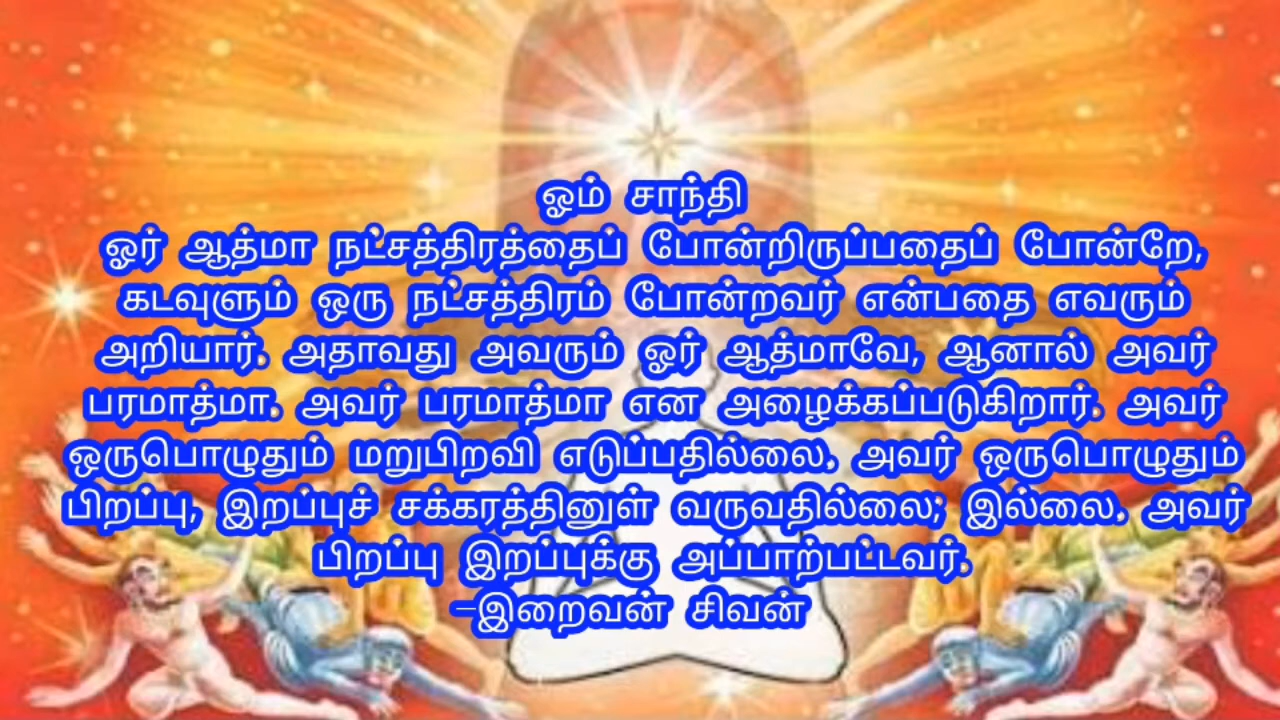 ஓம் சாந்தி
ஓர் ஆத்மா நட்சத்திரத்தைப் போன்றிருப்பதைப் போன்றே,
கடவுளும் ஒரு நட்சத்திரம் போன்றவர் என்பதை எவரும்
அறியார். அதாவது அவரும் ஓர் ஆத்மாவே, ஆனால் அவர்
பரமாத்மா. அவர் பரமாத்மா என அழைக்கப்படுகிறார். அவர்
ஒருபொழுதும் மறுபிறவி எடுப்பதில்லை. அவர் ஒருபொழுதும்
பிறப்பு, இறப்புச் சக்கரத்தினுள் வருவதில்லை; இல்லை. அவர்
பிறப்பு இறப்புக்கு அப்பாற்பட்டவர்.
–இறைவன் சிவன்